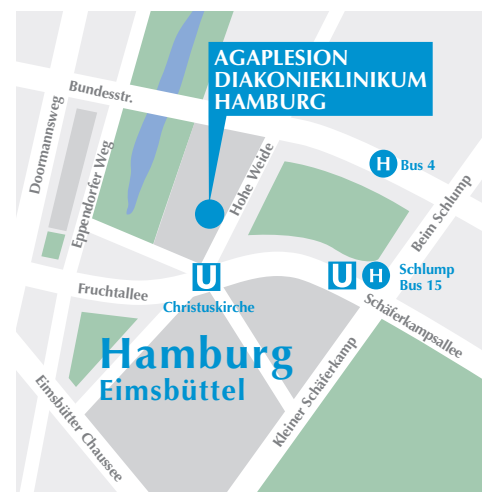 AGAPLESION
DIAKONIEKLINIKUM
HAMBURG
Bundesstr.
Doormannsweg
Eppendorfer Weg
Hohe Weide
H Bus 4
Beim Schlump
U
Christuskirche
U H Schlump
Bus 15
Fruchtallee
Schäferkampsallee
Hamburg
Eimsbüttel
Eimsbütter Chaussee
Kleiner Schäferkamp